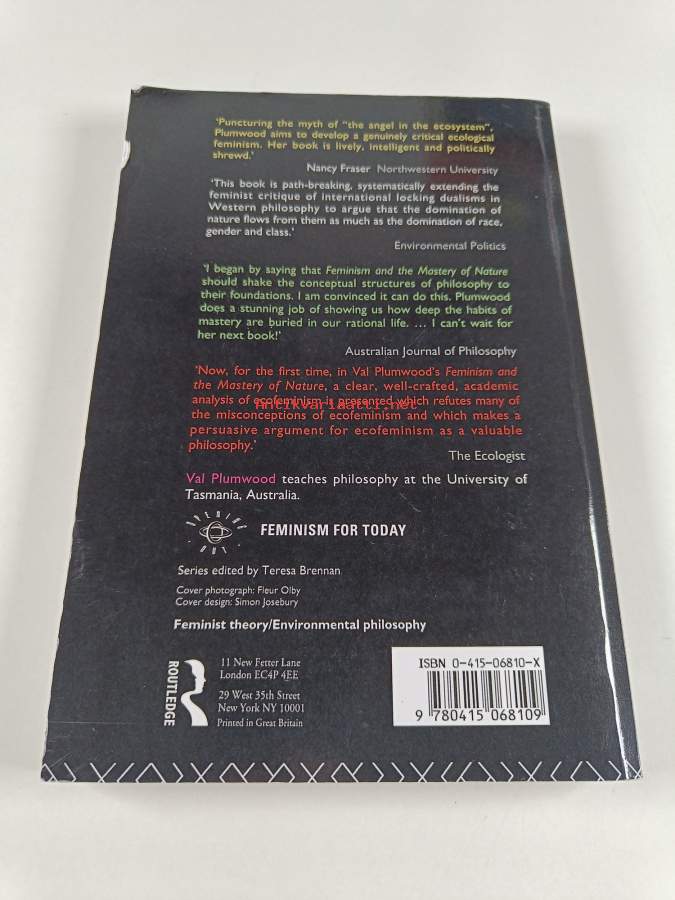 'Puncturing the myth of "the angel in the ecosystem",
Plumwood aims to develop a genuinely critical ecological
feminism. Her book is lively, intelligent and politically
shrewd.'
Nancy Fraser Northwestern University
'This book is path-breaking, systematically extending the
feminist critique of international locking dualisms in
Western philosophy to argue that the domination of
nature flows from them as much as the domination of race,
gender and class.'
Environmental Politics
'I began by saying that Feminism and the Mastery of Nature
should shake the conceptual structures of philosophy to
their foundations. I am convinced it can do this. Plumwood
does a stunning job of showing us how deep the habits of
mastery are buried in our rational life. ... I can't wait for
her next book!'
Australian Journal of Philosophy
'Now, for the first time, in Val Plumwood's Feminism and
the Mastery of Nature, a clear, well-crafted, academic
analysis of ecofeminism is presented which refutes many of
Antikvariaatti.net
the misconceptions of ecofeminism and which makes a
persuasive argument for ecofeminism as a valuable
philosophy.'
The Ecologist
Val Plumwood teaches philosophy at the University of
Tasmania, Australia.
OPENING
OUT
FEMINISM FOR TODAY
Series edited by Teresa Brennan
Cover photograph: Fleur Olby
Cover design: Simon Josebury
Feminist theory/Environmental philosophy
ROUTLEDGE
11 New Fetter Lane
London EC4P 4EE
29 West 35th Street
New York NY 10001
Printed in Great Britain
ISBN 0-415-06810-X
9 780415 068109